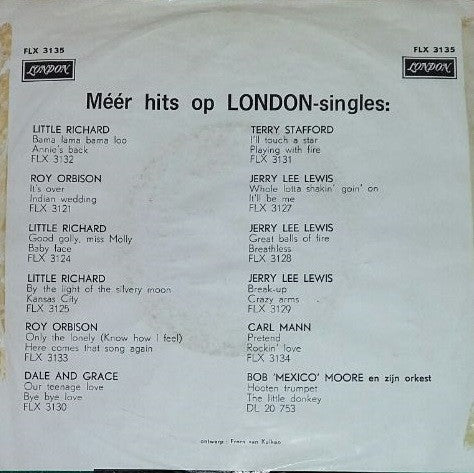 FLX 3135
FLX 3135
LONDON
LONDON
Méér hits op LONDON-singles:
LITTLE RICHARD
Bama lama bama loo
Annie's back
FLX 3132
ROY ORBISON
It's over
Indian wedding
FLX 3121
LITTLE RICHARD
Good golly, miss Molly
Baby face
FLX 3124
LITTLE RICHARD
By the light of the silvery moon
Kansas City
FLX 3125
ROY ORBISON
Only the lonely (Know how i feel)
Here comes that song again
FLX 3133
DALE AND GRACE
Our teenage love
Bye bye love
FLX 3130
TERRY STAFFORD
I'll touch a star
Playing with fire
FLX 3131
JERRY LEE LEWIS
Whole lotta shakin' goin' on
It'll be me
FLX 3127
JERRY LEE LEWIS
Great balls of fire
Breathless
FLX 3128
JERRY LEE LEWIS
Break-up
Crazy arms
FLX 3129
CARL MANN
Pretend
Rockin' love
FLX 3134
BOB 'MEXICO' MOORE en zijn orkest
Hooten trumpet
The little donkey
DL 20 753
ontwerp : Frans van